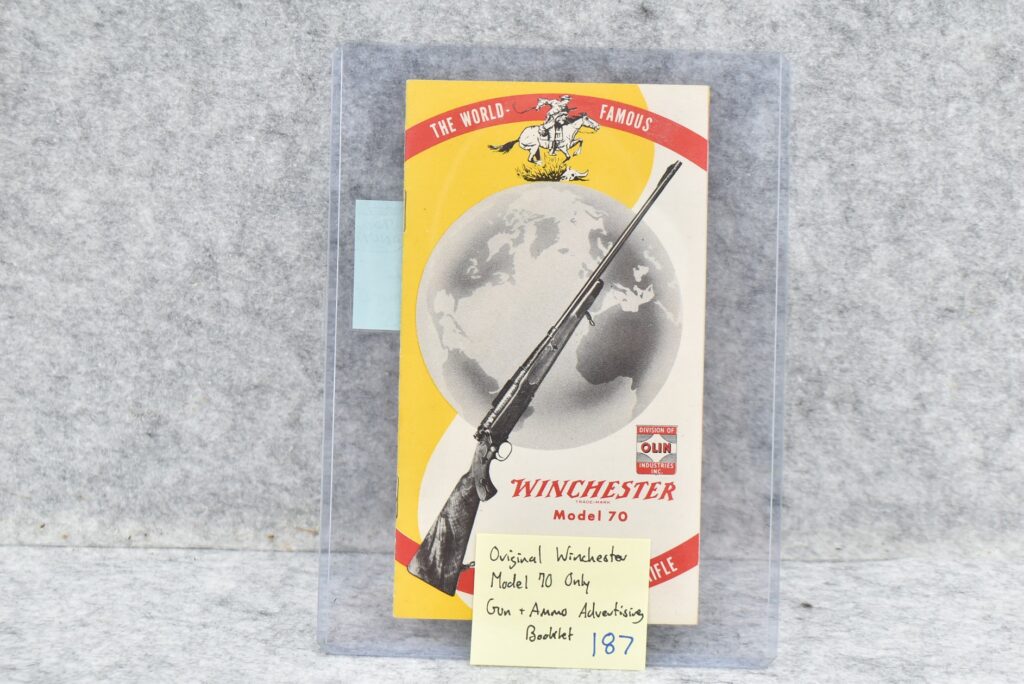 THE WORLD-FAMOUS
DIVISION OF
OLIN
INDUSTRIES
INC.
WINCHESTER
TRADE-MARK
Model 70
RIFLE
Original Winchester
Model 70 Only
Gun + Ammo Advertising
Booklet 187